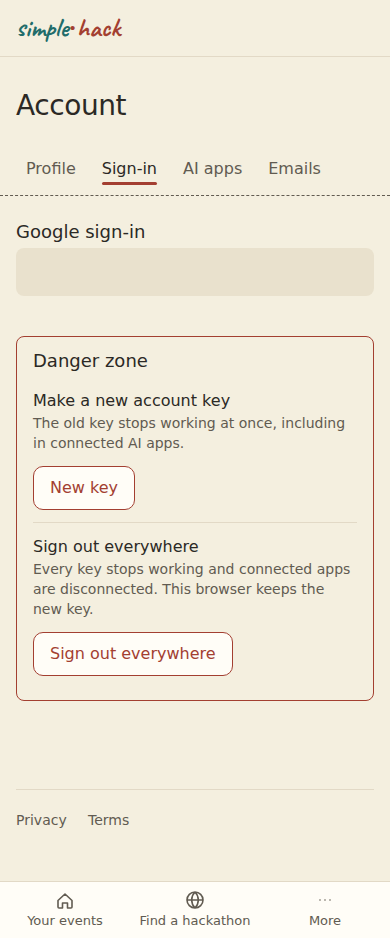 simple hack
Account
Profile Sign-in AI apps Emails
Google sign-in
Danger zone
Make a new account key
The old key stops working at once, including
in connected AI apps.
New key
Sign out everywhere
Every key stops working and connected apps
are disconnected. This browser keeps the
new key.
Sign out everywhere
Privacy Terms
Your events Find a hackathon More